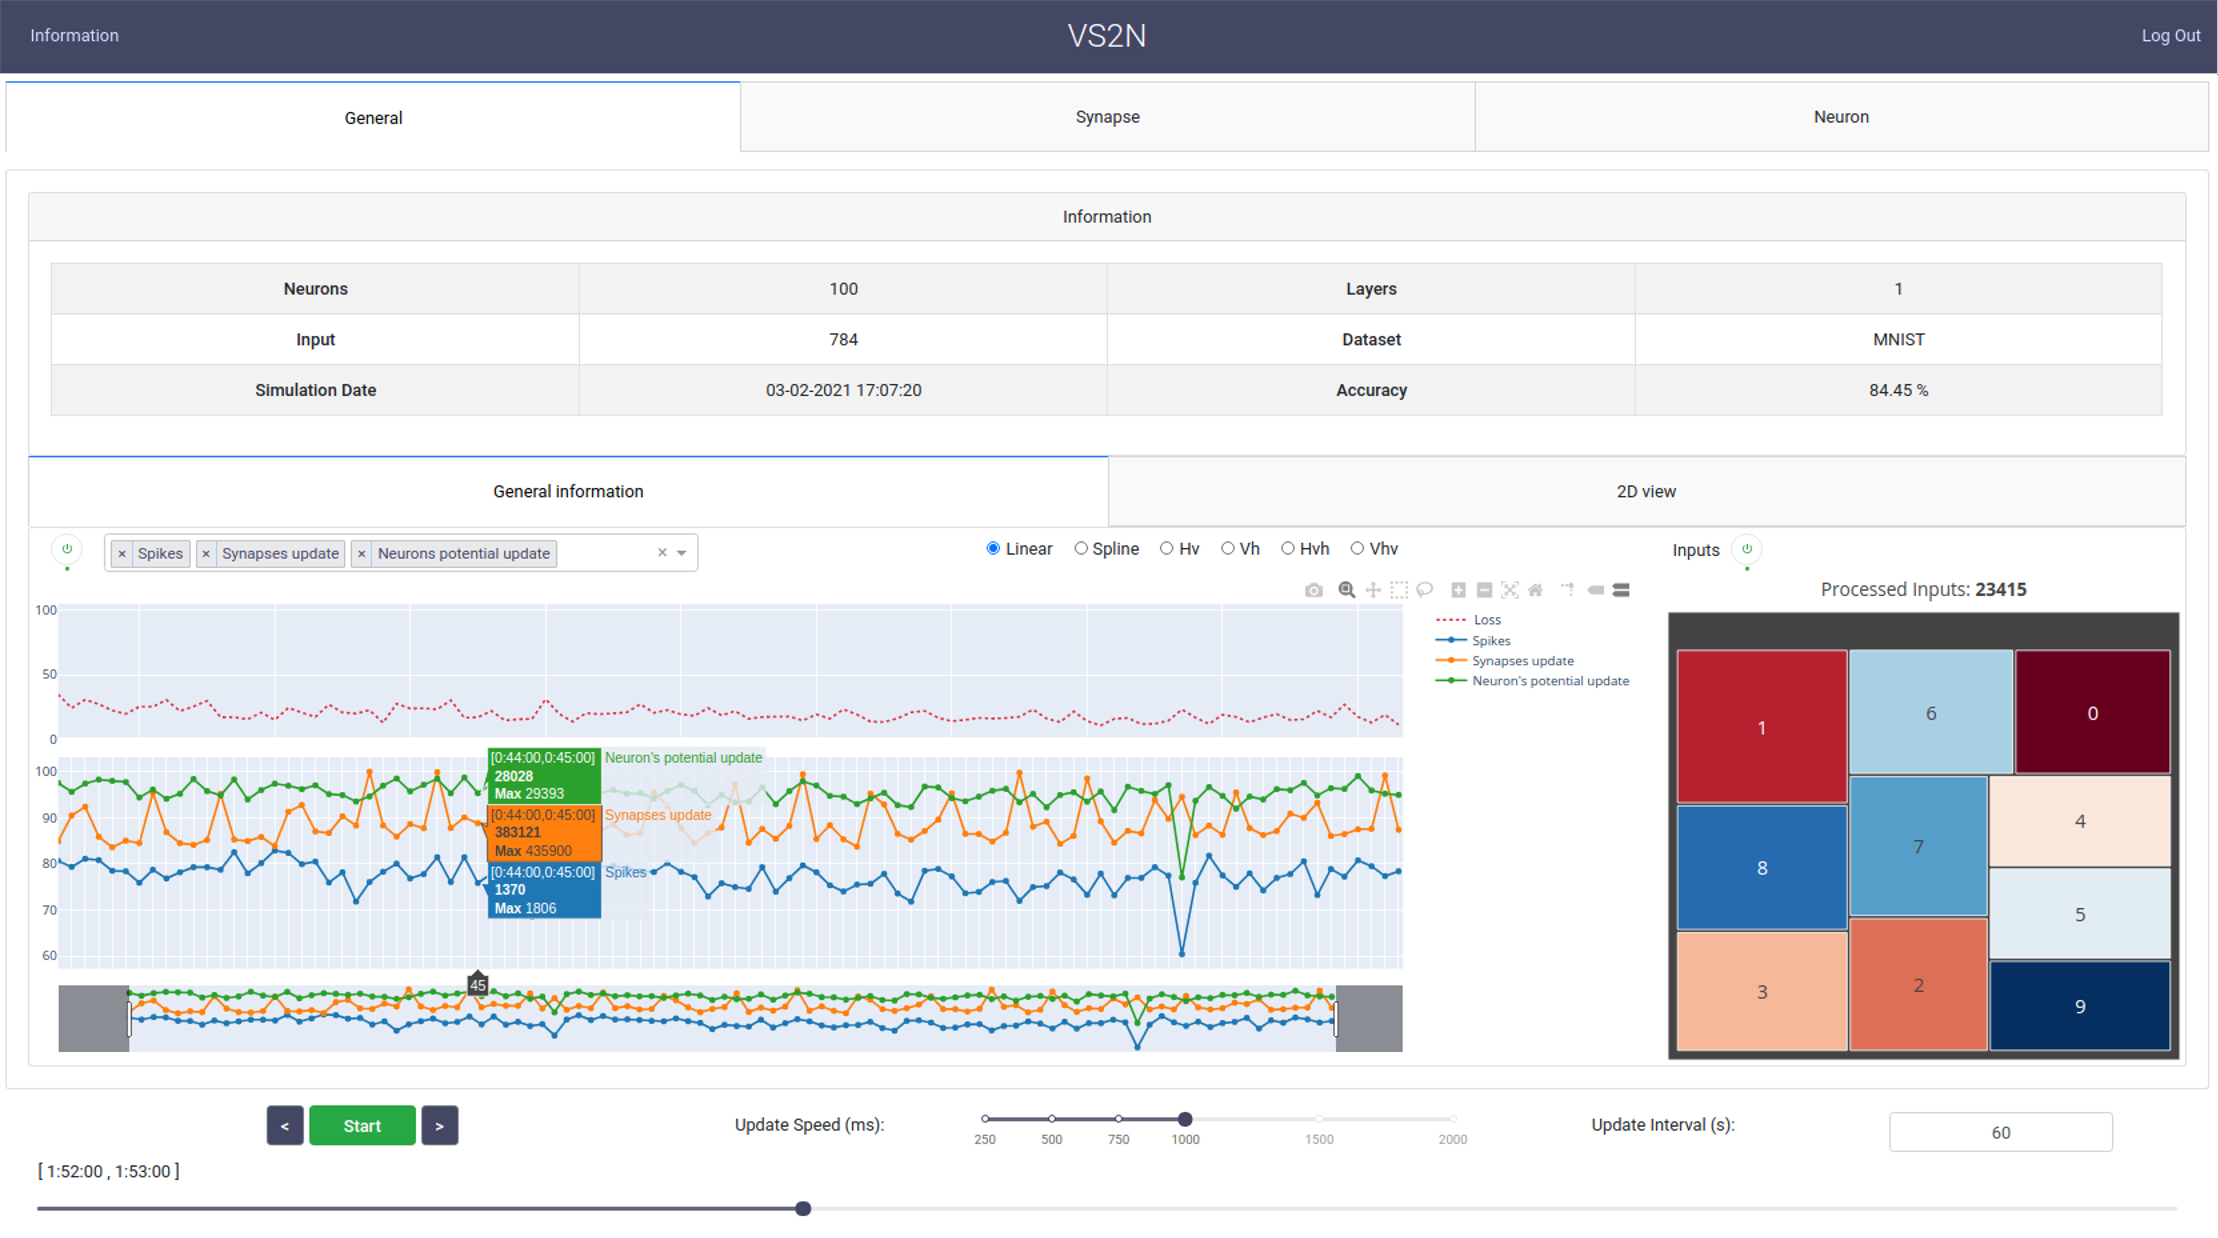 Information VS2N Log Out
General Synapse Neuron
Information
Neurons 100 Layers 1
Input 784 Dataset MNIST
Simulation Date 03-02-2021 17:07:20 Accuracy 84.45 %
General information 2D view
× Spikes × Synapses update × Neurons potential update ×
Linear Spline Hv Vh Hvh Vhv
Inputs
Processed Inputs: 23415
100
50
0
Loss
Spikes
Synapses update
Neuron's potential update
100
90
80
70
60
[0:44:00,0:45:00] Neuron's potential update
28028
Max 29393
[0:44:00,0:45:00] Synapses update
383121
Max 435900
[0:44:00,0:45:00] Spikes
1370
Max 1806
45
1 6 0
8 7 4
5
3 2 9
< Start >
Update Speed (ms):
250 500 750 1000 1500 2000
Update Interval (s): 60
[ 1:52:00 , 1:53:00 ]